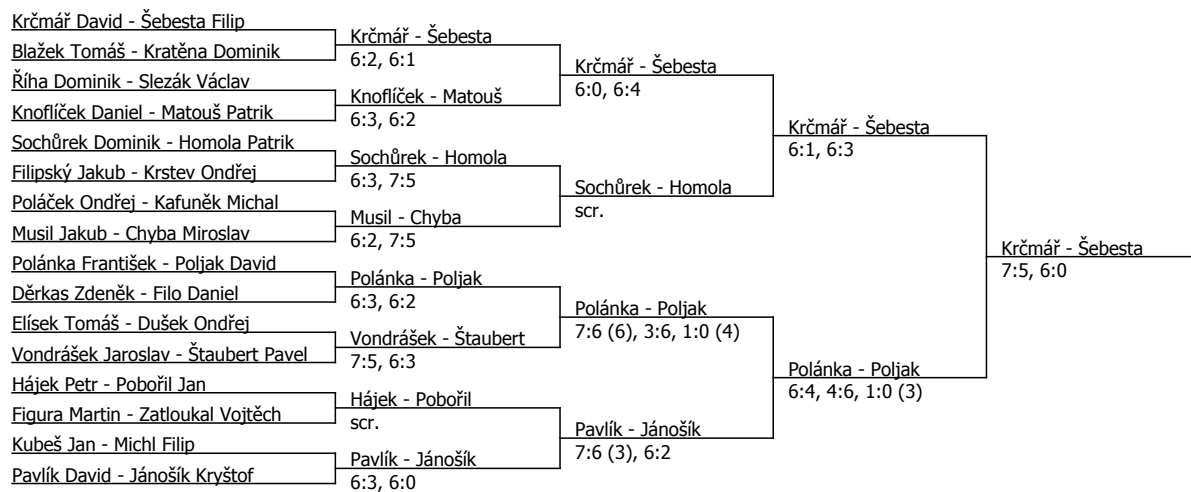 Krčmář David - Šebesta Filip
Blažek Tomáš - Kratěna Dominik
Říha Dominik - Slezák Václav
Knoflíček Daniel - Matouš Patrik
Sochůrek Dominik - Homola Patrik
Filipský Jakub - Krstev Ondřej
Poláček Ondřej - Kafuněk Michal
Musil Jakub - Chyba Miroslav
Polánka František - Poljak David
Děrkas Zdeněk - Filo Daniel
Elísek Tomáš - Dušek Ondřej
Vondrášek Jaroslav - Štaubert Pavel
Hájek Petr - Pobořil Jan
Figura Martin - Zatloukal Vojtěch
Kubeš Jan - Michl Filip
Pavlík David - Jánošík Kryštof
Krčmář - Šebesta
6:2, 6:1
Knoflíček - Matouš
6:3, 6:2
Sochůrek - Homola
6:3, 7:5
Musil - Chyba
6:2, 7:5
Polánka - Poljak
6:3, 6:2
Vondrášek - Štaubert
7:5, 6:3
Hájek - Pobořil
scr.
Pavlík - Jánošík
6:3, 6:0
Krčmář - Šebesta
6:0, 6:4
Sochůrek - Homola
scr.
Polánka - Poljak
7:6 (6), 3:6, 1:0 (4)
Pavlík - Jánošík
7:6 (3), 6:2
Krčmář - Šebesta
6:1, 6:3
Polánka - Poljak
6:4, 4:6, 1:0 (3)
Krčmář - Šebesta
7:5, 6:0